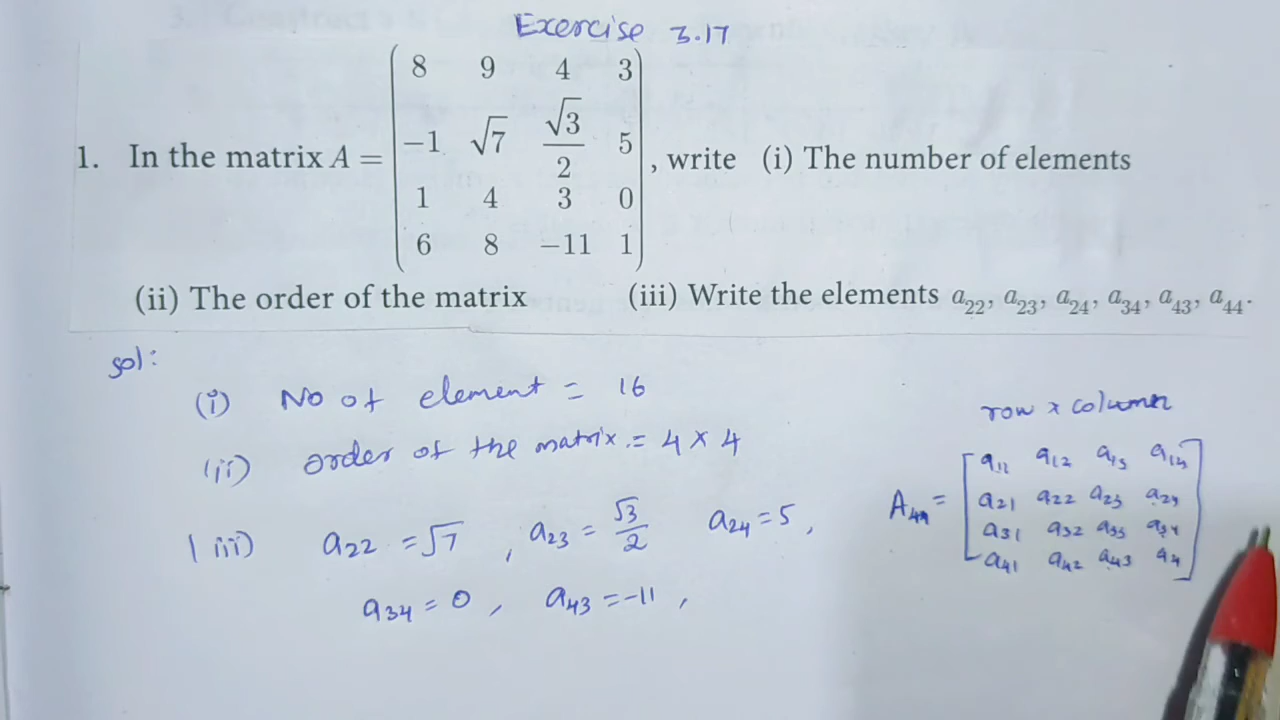 Exercise 3.17
1. In the matrix A = ( 8 9 4 3
−1 √7 √3/2 5
1 4 3 0
6 8 −11 1 ), write (i) The number of elements
(ii) The order of the matrix (iii) Write the elements a22, a23, a24, a34, a43, a44.
sol:
(i) No of element = 16
(ii) order of the matrix = 4 × 4
(iii) a22 = √7, a23 = √3/2 a24 = 5,
a34 = 0, a43 = −11,
row × column
= [ a11 a12 a13 a14
a21 a22 a23 a24
a31 a32 a33 a34
a41 a42 a43 ]